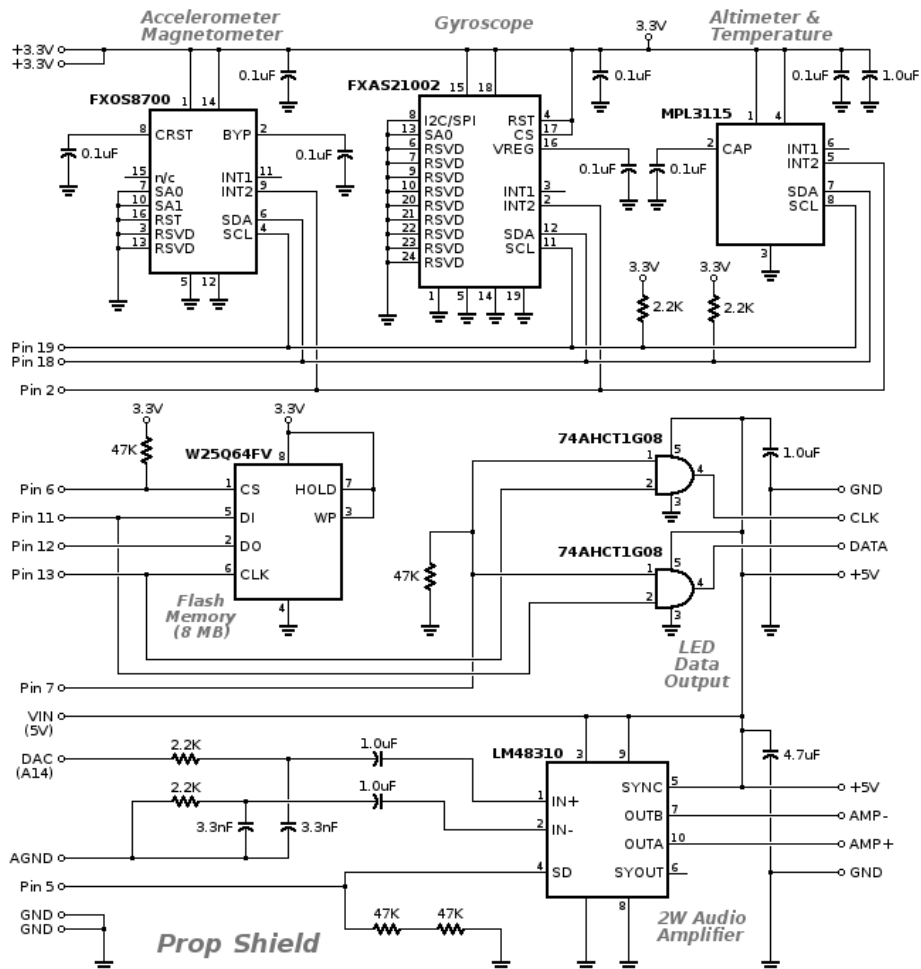 Accelerometer
Magnetometer
Gyroscope
Altimeter &
Temperature
3.3V
+3.3V
+3.3V
0.1uF
0.1uF
0.1uF
1.0uF
FXOS8700
1
14
8
CRST
BYP
2
0.1uF
0.1uF
15
n/c
INT1
11
7
SA0
INT2
9
10
SA1
16
RST
SDA
6
3
RSVD
SCL
4
13
RSVD
5
12
FXAS21002
15
18
8
I2C/SPI
RST
4
13
SA0
CS
17
6
RSVD
VREG
16
7
RSVD
0.1uF
9
RSVD
10
RSVD
INT1
3
20
RSVD
INT2
2
21
RSVD
22
RSVD
SDA
12
23
RSVD
SCL
11
24
RSVD
1
5
14
19
MPL3115
1
4
2
CAP
INT1
6
INT2
5
0.1uF
SDA
7
SCL
8
3
3.3V
3.3V
2.2K
2.2K
Pin 19
Pin 18
Pin 2
3.3V
3.3V
47K
W25Q64FV
8
Pin 6
1
CS
HOLD
7
Pin 11
5
DI
WP
3
Pin 12
2
DO
Pin 13
6
CLK
4
Flash
Memory
(8 MB)
47K
74AHCT1G08
5
1
4
2
3
74AHCT1G08
5
1
4
2
3
1.0uF
GND
CLK
DATA
+5V
LED
Data
Output
Pin 7
VIN
(5V)
DAC
(A14)
2.2K
1.0uF
2.2K
1.0uF
3.3nF
3.3nF
AGND
Pin 5
GND
GND
47K
47K
LM48310
3
9
SYNC
5
1
IN+
OUTB
7
2
IN-
OUTA
10
4
SD
SYOUT
6
8
4.7uF
+5V
AMP-
AMP+
GND
2W Audio
Amplifier
Prop Shield